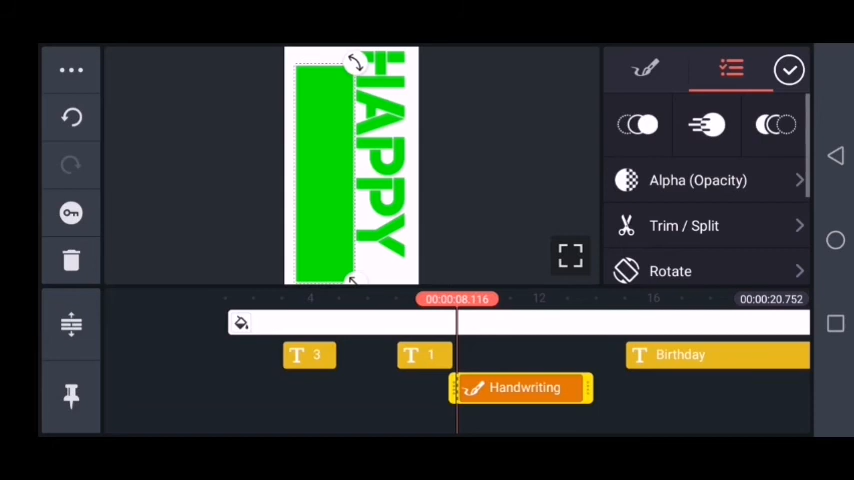 HAPPY
Alpha (Opacity)
Trim / Split
Rotate
4
00:00:08.116
12
16
00:00:20.752
T 3
T 1
T Birthday
Handwriting